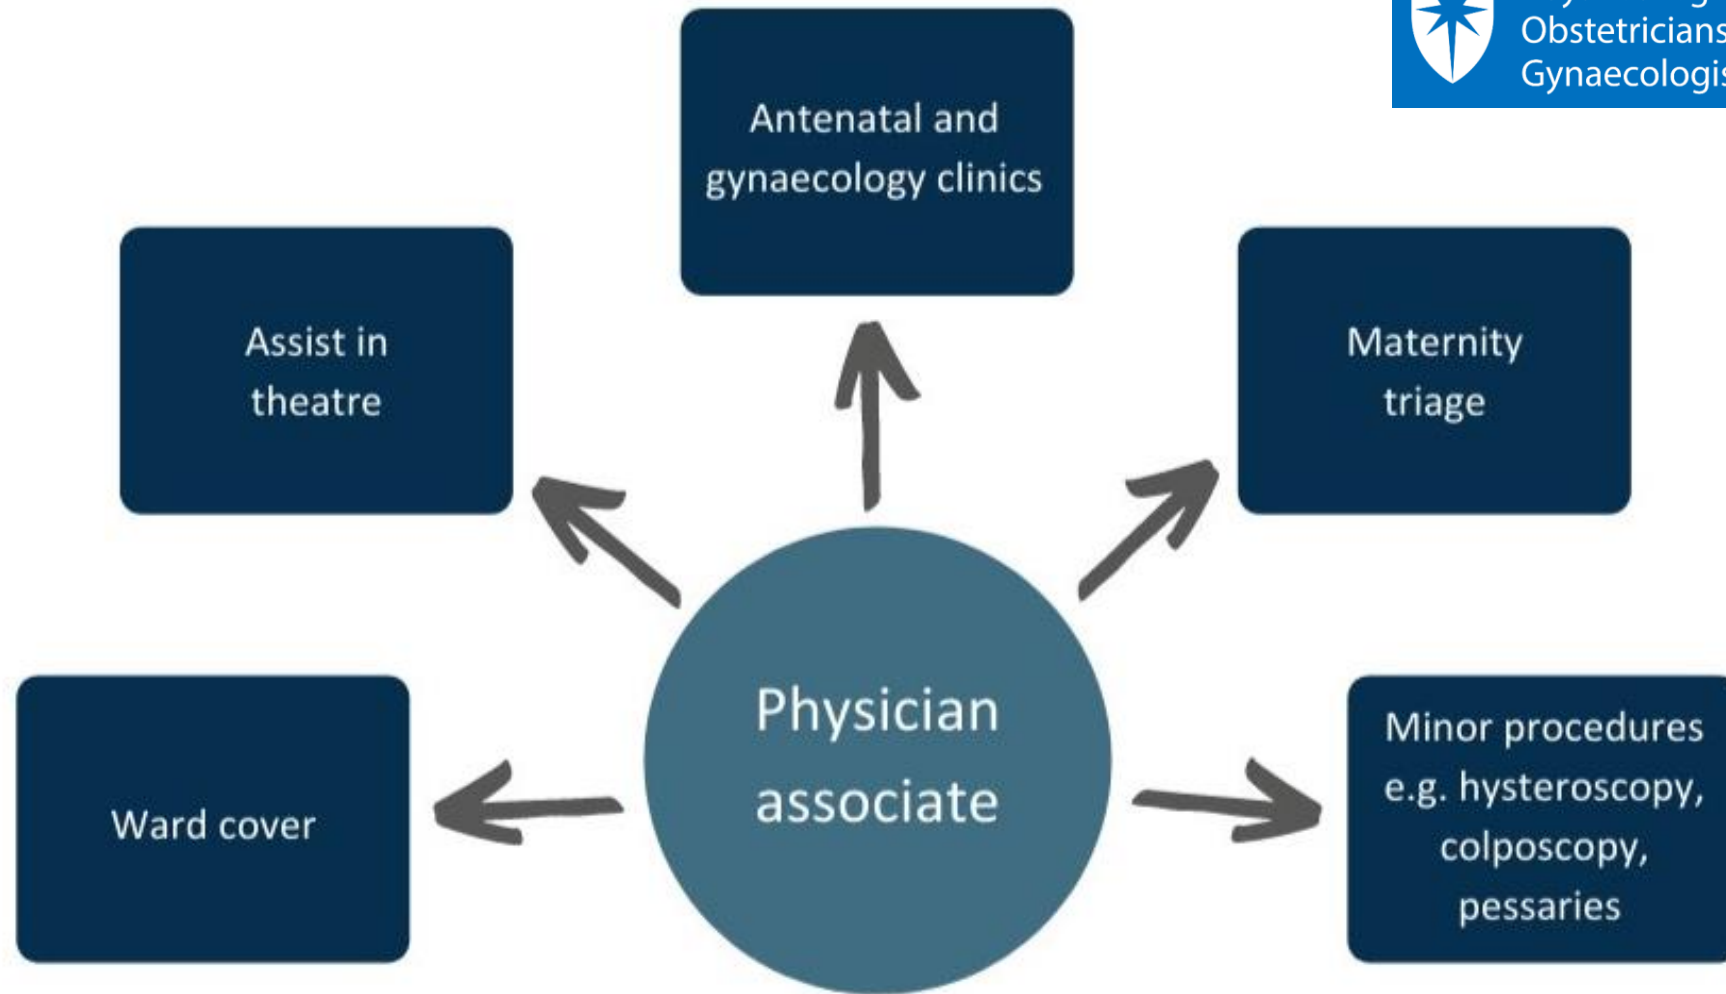 Obstetricians
Antenatal and
gynaecology clinics
Assist in
theatre
Maternity
triage
Physician
associate
Ward cover
Minor procedures
e.g. hysteroscopy,
colposcopy,
pessaries